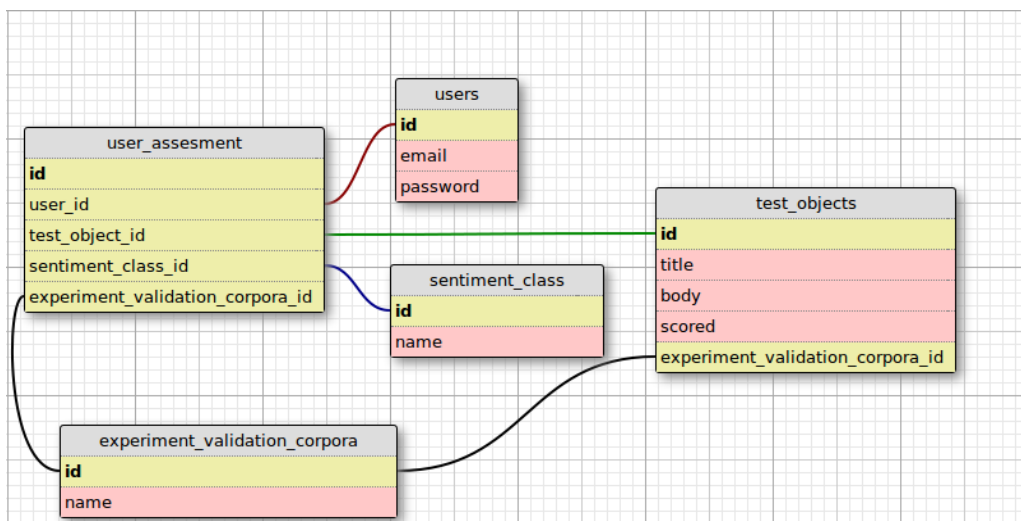 users
id
email
password
user_assesment
id
user_id
test_object_id
sentiment_class_id
experiment_validation_corpora_id
test_objects
id
title
body
scored
experiment_validation_corpora_id
sentiment_class
id
name
experiment_validation_corpora
id
name